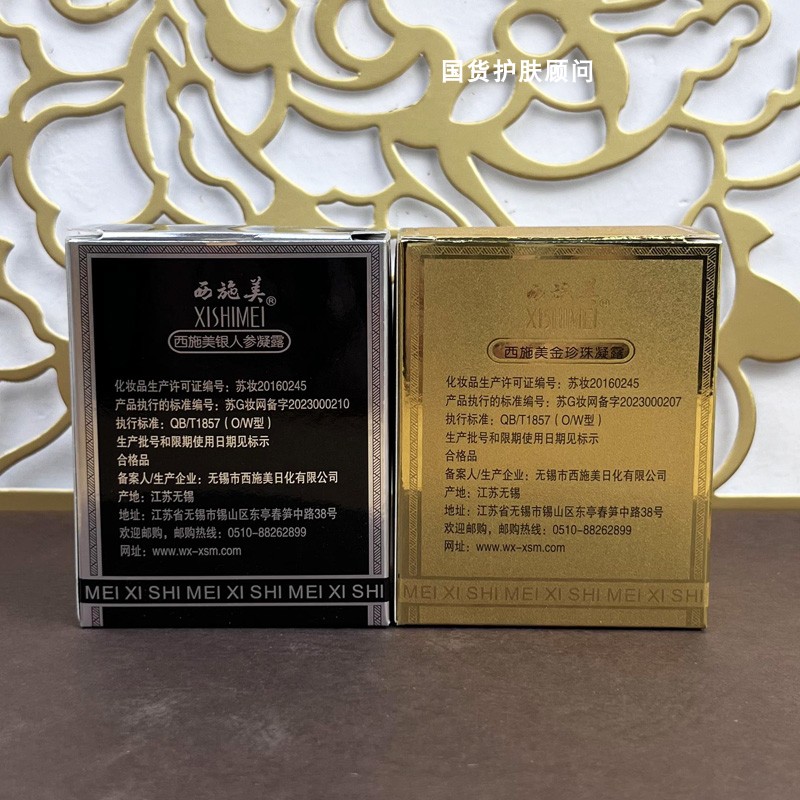 国货护肤顾问
西施美®
XISHIMEI
西施美银人参凝露
化妆品生产许可证编号：苏妆20160245
产品执行的标准编号：苏G妆网备字2023000210
执行标准：QB/T1857（O/W型）
生产批号和限期使用日期见标示
合格品
备案人/生产企业：无锡市西施美日化有限公司
产地：江苏无锡
地址：江苏省无锡市锡山区东亭春笋中路38号
欢迎邮购，邮购热线：0510-88262899
网址：www.wx-xsm.com
MEI XI SHI MEI XI SHI MEI XI SHI
西施美®
XISHIMEI
西施美金珍珠凝露
化妆品生产许可证编号：苏妆20160245
产品执行的标准编号：苏G妆网备字2023000207
执行标准：QB/T1857（O/W型）
生产批号和限期使用日期见标示
合格品
备案人/生产企业：无锡市西施美日化有限公司
产地：江苏无锡
地址：江苏省无锡市锡山区东亭春笋中路38号
欢迎邮购，邮购热线：0510-88262899
网址：www.wx-xsm.com
MEI XI SHI MEI XI SHI MEI XI SHI